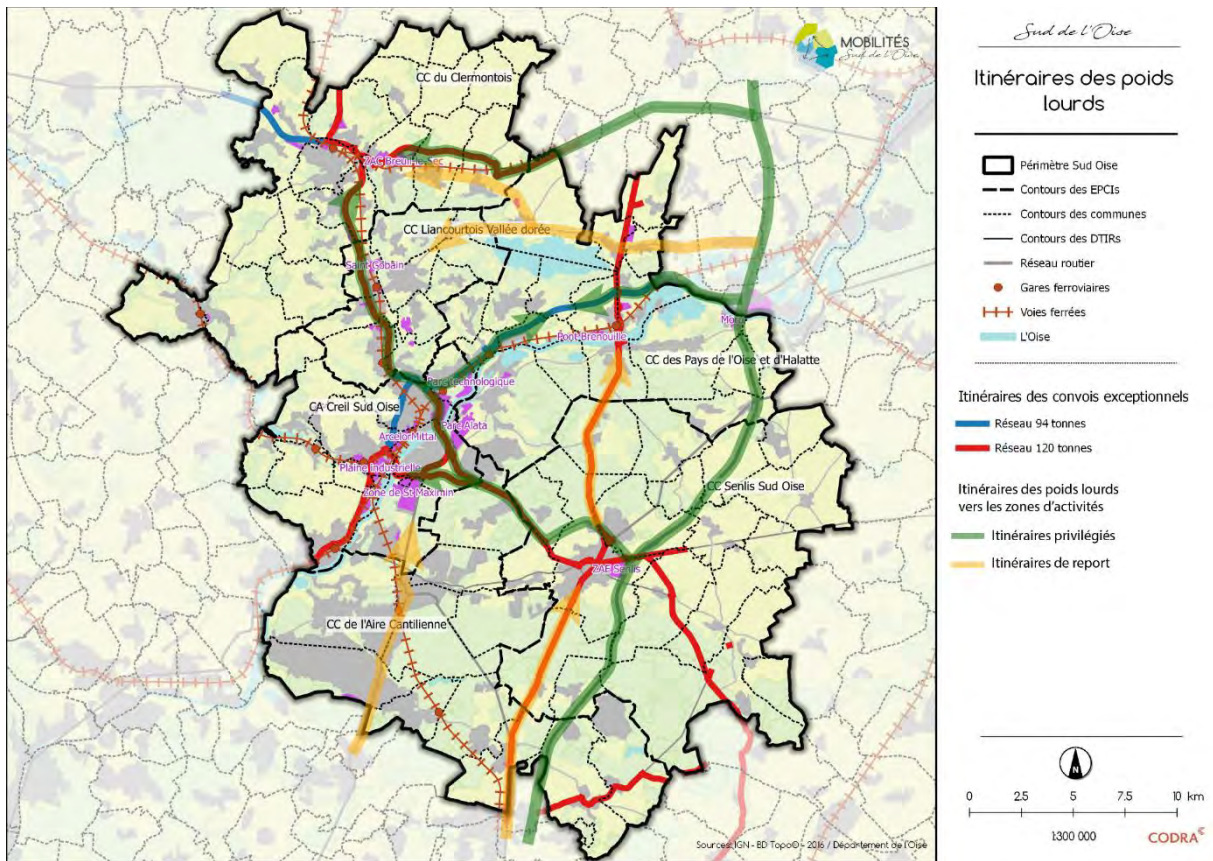 MOBILITÉS
Sud de l'Oise
CC du Clermontois
ZAC Breuil-le-Sec
CC Liancourtois Vallée dorée
Saint-Gobain
Mo
Pont Brenouille
CC des Pays de l'Oise et d'Halatte
Parc technologique
CA Creil Sud Oise
Parc Alata
ArcelorMittal
Plaine Industrielle
Zone de St Maximin
CC Senlis Sud Oise
ZAE Senlis
CC de l'Aire Cantilienne
Sources: IGN - BD Topo© - 2016 / Département de l'Oise
Sud de l'Oise
Itinéraires des poids
lourds
Périmètre Sud Oise
Contours des EPCIs
Contours des communes
Contours des DTIRs
Réseau routier
Gares ferroviaires
Voies ferrées
L'Oise
Itinéraires des convois exceptionnels
Réseau 94 tonnes
Réseau 120 tonnes
Itinéraires des poids lourds
vers les zones d'activités
Itinéraires privilégiés
Itinéraires de report
N
0 2.5 5 7.5 10 km
1:300 000
CODRA